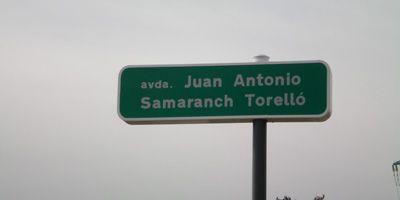 avda. Juan Antonio
Samaranch Torelló